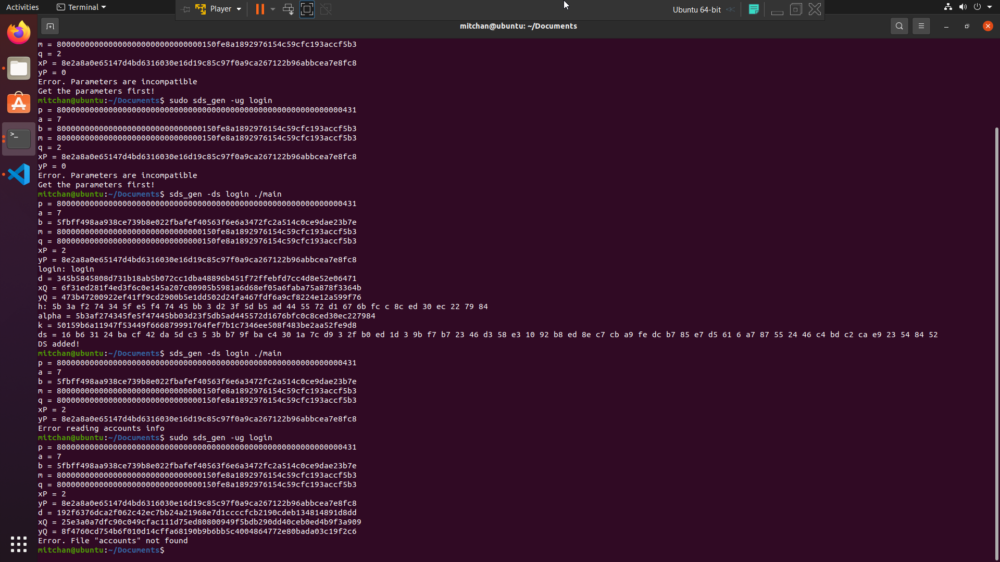 Activities
Terminal
Player
Ubuntu 64-bit
mitchan@ubuntu: ~/Documents
m = 80000000000000000000000000000000150fe8a1892976154c59cfc193accf5b3
q = 2
xP = 8e2a8a0e65147d4bd6316030e16d19c85c97f0a9ca267122b96abbcea7e8fc8
yP = 0
Error. Parameters are incompatible
Get the parameters first!
mitchan@ubuntu:~/Documents$ sudo sds_gen -ug login
p = 8000000000000000000000000000000000000000000000000000000000000431
a = 7
b = 8000000000000000000000000000000150fe8a1892976154c59cfc193accf5b3
m = 8000000000000000000000000000000150fe8a1892976154c59cfc193accf5b3
q = 2
xP = 8e2a8a0e65147d4bd6316030e16d19c85c97f0a9ca267122b96abbcea7e8fc8
yP = 0
Error. Parameters are incompatible
Get the parameters first!
mitchan@ubuntu:~/Documents$ sds_gen -ds login ./main
p = 8000000000000000000000000000000000000000000000000000000000000431
a = 7
b = 5fbff498aa938ce739b8e022fbafef40563f6e6a3472fc2a514c0ce9dae23b7e
m = 8000000000000000000000000000000150fe8a1892976154c59cfc193accf5b3
q = 8000000000000000000000000000000150fe8a1892976154c59cfc193accf5b3
xP = 2
yP = 8e2a8a0e65147d4bd6316030e16d19c85c97f0a9ca267122b96abbcea7e8fc8
login: login
d = 345b5845808d731b18ab5b072cc1dba48896b451f72ffebfd7cc4d8e52e06471
xQ = 6f31ed281f4ed3f6c0e145a207c00905b5981a6d68ef05a6faba75a878f3364b
yQ = 473b47200922ef41ff9cd2900b5e1dd502d24fa467fdf6a9cf8224e12a599f76
h: 5b 3a f2 74 34 5f e5 f4 74 45 bb 3 d2 3f 5d b5 ad 44 55 72 d1 67 6b fc c 8c ed 30 ec 22 79 84
alpha = 5b3af274345fe5f47445bb03d23f5db5ad445572d1676bfc0c8ced30ec227984
k = 50159b6a11947f53449f666879991764fef7b1c7346ee508f483be2aa52fe9d8
ds = 16 b6 31 24 ba cf 42 da 5d c3 5 3b b7 9f ba c4 30 1a 7c d9 3 2f b0 ed 1d 3 9b f7 b7 23 46 d3 58 e3 10 92 b8 ed 8e c7 cb a9 fe dc b7 85 e7 d5 61 6 a7 87 55 24 46 c4 bd c2 ca e9 23 54 84 52
DS added!
mitchan@ubuntu:~/Documents$ sds_gen -ds login ./main
p = 8000000000000000000000000000000000000000000000000000000000000431
a = 7
b = 5fbff498aa938ce739b8e022fbafef40563f6e6a3472fc2a514c0ce9dae23b7e
m = 8000000000000000000000000000000150fe8a1892976154c59cfc193accf5b3
q = 8000000000000000000000000000000150fe8a1892976154c59cfc193accf5b3
xP = 2
yP = 8e2a8a0e65147d4bd6316030e16d19c85c97f0a9ca267122b96abbcea7e8fc8
Error reading accounts info
mitchan@ubuntu:~/Documents$ sudo sds_gen -ug login
p = 8000000000000000000000000000000000000000000000000000000000000431
a = 7
b = 5fbff498aa938ce739b8e022fbafef40563f6e6a3472fc2a514c0ce9dae23b7e
m = 8000000000000000000000000000000150fe8a1892976154c59cfc193accf5b3
q = 8000000000000000000000000000000150fe8a1892976154c59cfc193accf5b3
xP = 2
yP = 8e2a8a0e65147d4bd6316030e16d19c85c97f0a9ca267122b96abbcea7e8fc8
d = 192f6376dca2f062c42ec7bb24a21968e7d1ccccfcb2190cdeb134814891d8dd
xQ = 25e3a0a7dfc90c049cfac111d75ed80800949f5bdb290dd40ceb0ed4b9f3a909
yQ = 8f4760cd754b6f010d14cffa68190b9b6bb5c4004864772e80bada03c19f2c6
Error. File "accounts" not found
mitchan@ubuntu:~/Documents$